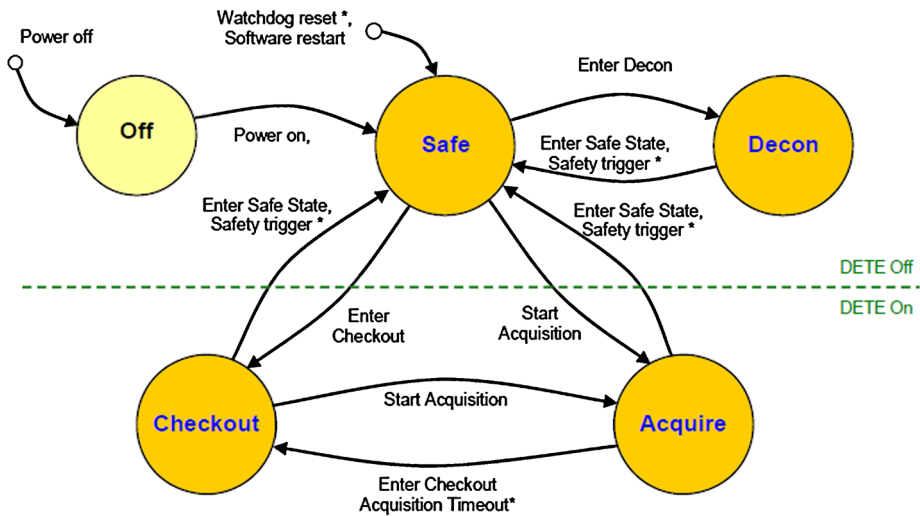 Power off
Watchdog reset *,
Software restart
Enter Decon
Off
Power on,
Safe
Enter Safe State,
Safety trigger *
Decon
Enter Safe State,
Safety trigger *
Enter Safe State,
Safety trigger *
DETE Off
DETE On
Enter
Checkout
Start
Acquisition
Checkout
Start Acquisition
Acquire
Enter Checkout
Acquisition Timeout*